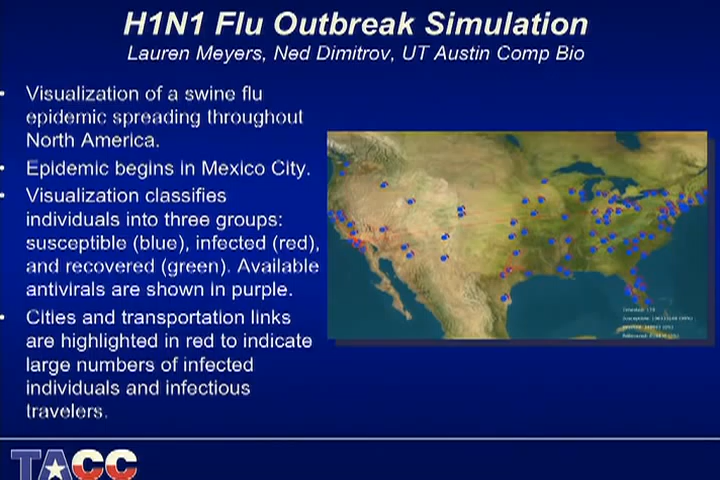 H1N1 Flu Outbreak Simulation
Lauren Meyers, Ned Dimitrov, UT Austin Comp Bio
• Visualization of a swine flu
epidemic spreading throughout
North America.
• Epidemic begins in Mexico City.
• Visualization classifies
individuals into three groups:
susceptible (blue), infected (red),
and recovered (green). Available
antivirals are shown in purple.
• Cities and transportation links
are highlighted in red to indicate
large numbers of infected
individuals and infectious
travelers.
TACC